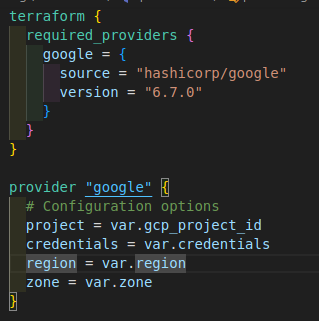 terraform {
  required_providers {
    google = {
      source = "hashicorp/google"
      version = "6.7.0"
    }
  }
}

provider "google" {
  # Configuration options
  project = var.gcp_project_id
  credentials = var.credentials
  region = var.region
  zone = var.zone
}